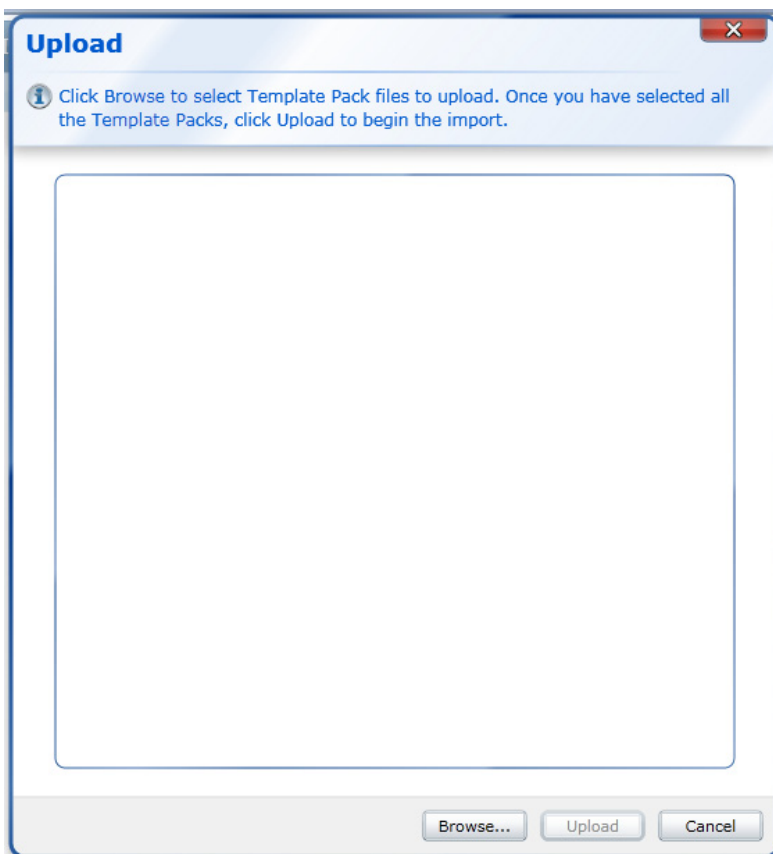 Upload
Click Browse to select Template Pack files to upload. Once you have selected all
the Template Packs, click Upload to begin the import.
Browse...
Upload
Cancel